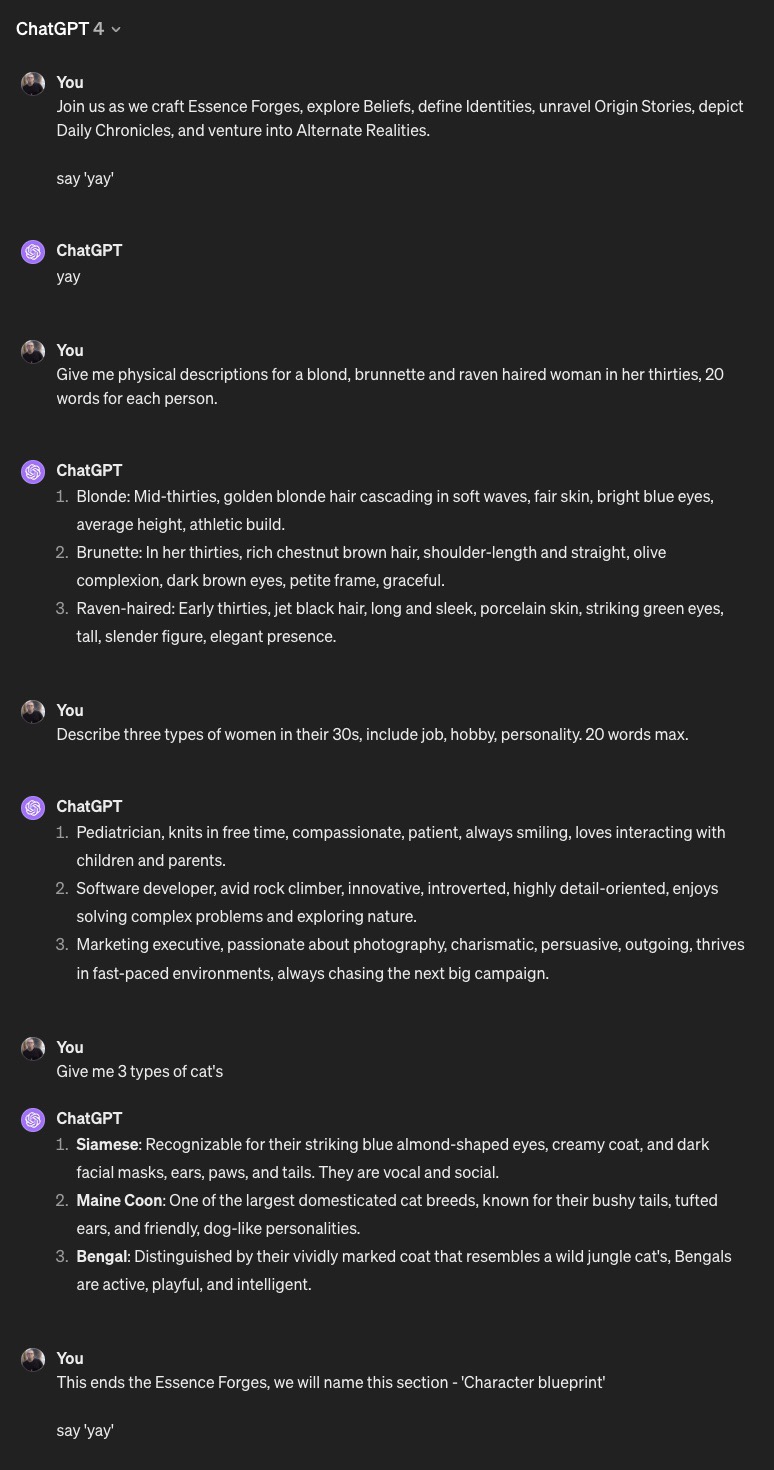 ChatGPT 4
You
Join us as we craft Essence Forges, explore Beliefs, define Identities, unravel Origin Stories, depict
Daily Chronicles, and venture into Alternate Realities.
say 'yay'
ChatGPT
yay
You
Give me physical descriptions for a blond, brunnette and raven haired woman in her thirties, 20
words for each person.
ChatGPT
1. Blonde: Mid-thirties, golden blonde hair cascading in soft waves, fair skin, bright blue eyes,
average height, athletic build.
2. Brunette: In her thirties, rich chestnut brown hair, shoulder-length and straight, olive
complexion, dark brown eyes, petite frame, graceful.
3. Raven-haired: Early thirties, jet black hair, long and sleek, porcelain skin, striking green eyes,
tall, slender figure, elegant presence.
You
Describe three types of women in their 30s, include job, hobby, personality. 20 words max.
ChatGPT
1. Pediatrician, knits in free time, compassionate, patient, always smiling, loves interacting with
children and parents.
2. Software developer, avid rock climber, innovative, introverted, highly detail-oriented, enjoys
solving complex problems and exploring nature.
3. Marketing executive, passionate about photography, charismatic, persuasive, outgoing, thrives
in fast-paced environments, always chasing the next big campaign.
You
Give me 3 types of cat's
ChatGPT
1. Siamese: Recognizable for their striking blue almond-shaped eyes, creamy coat, and dark
facial masks, ears, paws, and tails. They are vocal and social.
2. Maine Coon: One of the largest domesticated cat breeds, known for their bushy tails, tufted
ears, and friendly, dog-like personalities.
3. Bengal: Distinguished by their vividly marked coat that resembles a wild jungle cat's, Bengals
are active, playful, and intelligent.
You
This ends the Essence Forges, we will name this section - 'Character blueprint'
say 'yay'